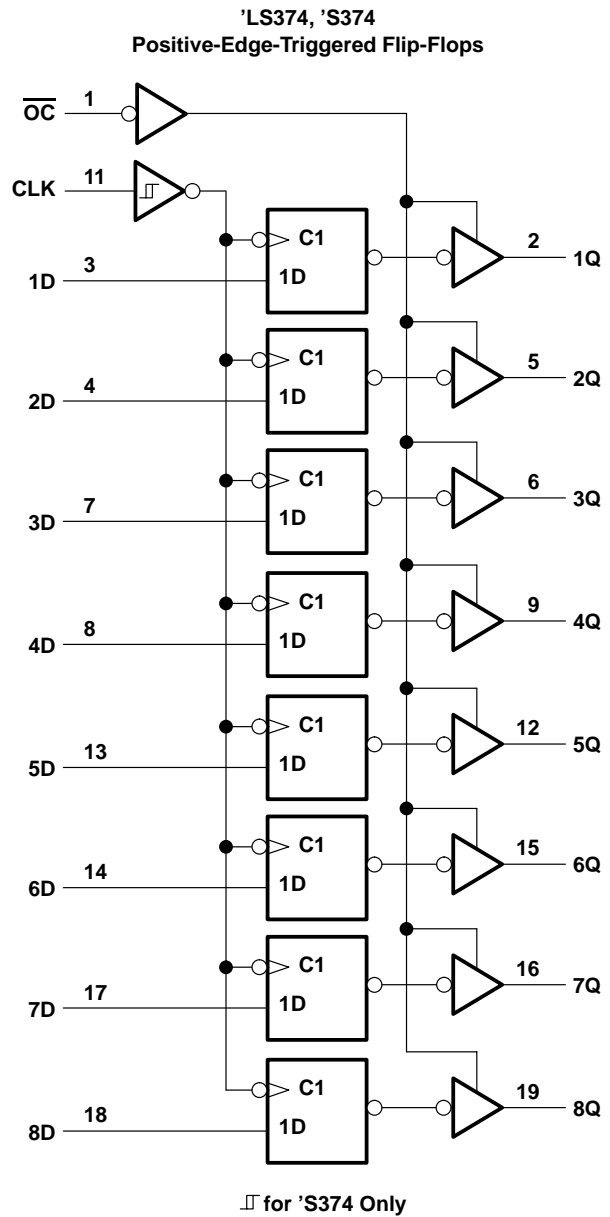 ’LS374, ’S374
Positive-Edge-Triggered Flip-Flops
OC 1
CLK 11
C1
2
1Q
1D 3
1D
C1
5
2Q
2D 4
1D
C1
6
3Q
3D 7
1D
C1
9
4Q
4D 8
1D
C1
12
5Q
5D 13
1D
C1
15
6Q
6D 14
1D
C1
16
7Q
7D 17
1D
C1
19
8Q
8D 18
1D
for ’S374 Only